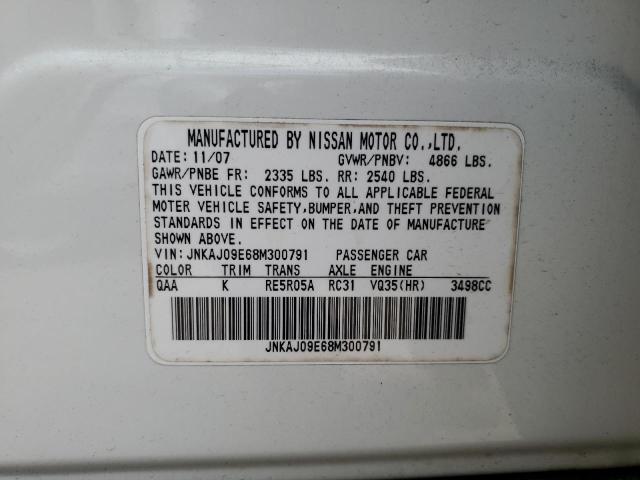 MANUFACTURED BY NISSAN MOTOR CO.,LTD.
DATE: 11/07 GVWR/PNBV: 4866 LBS.
GAWR/PNBE FR: 2335 LBS. RR: 2540 LBS.
THIS VEHICLE CONFORMS TO ALL APPLICABLE FEDERAL
MOTER VEHICLE SAFETY,BUMPER,AND THEFT PREVENTION
STANDARDS IN EFFECT ON THE DATE OF MANUFACTURE
SHOWN ABOVE.
VIN: JNKAJ09E68M300791 PASSENGER CAR
COLOR TRIM TRANS AXLE ENGINE
QAA K RE5R05A RC31 VQ35(HR) 3498CC
JNKAJ09E68M300791